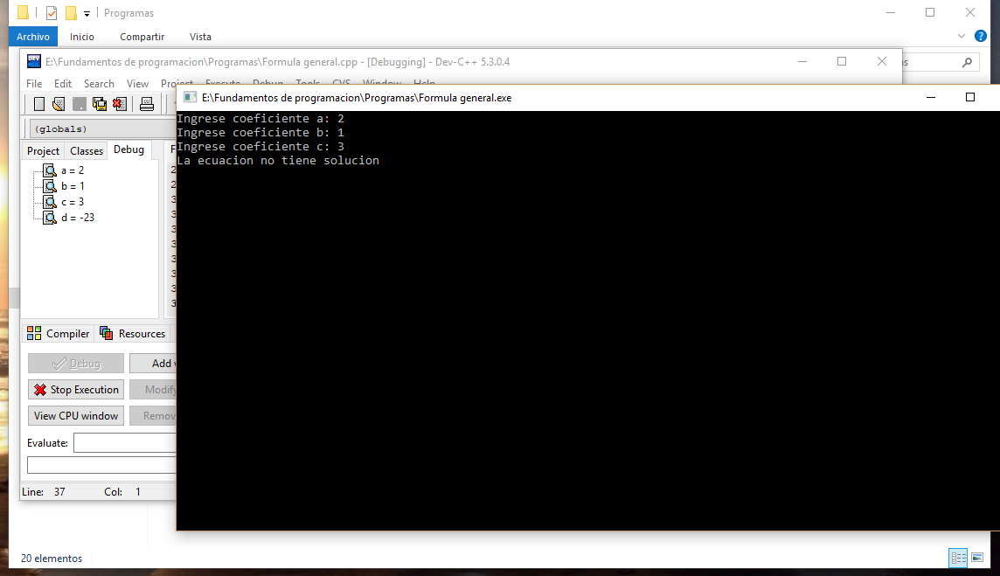 Programas
Archivo Inicio Compartir Vista
E:\Fundamentos de programacion\Programas\Formula general.cpp - [Debugging] - Dev-C++ 5.3.0.4
File Edit Search View Project Execute Debug Tools CVS Window Help
E:\Fundamentos de programacion\Programas\Formula general.exe
Ingrese coeficiente a: 2
Ingrese coeficiente b: 1
Ingrese coeficiente c: 3
La ecuacion no tiene solucion
(globals)
Project Classes Debug
a = 2
b = 1
c = 3
d = -23
Compiler Resources
Debug Add
Stop Execution Modify
View CPU window Remov
Evaluate:
Line: 37 Col: 1
20 elementos